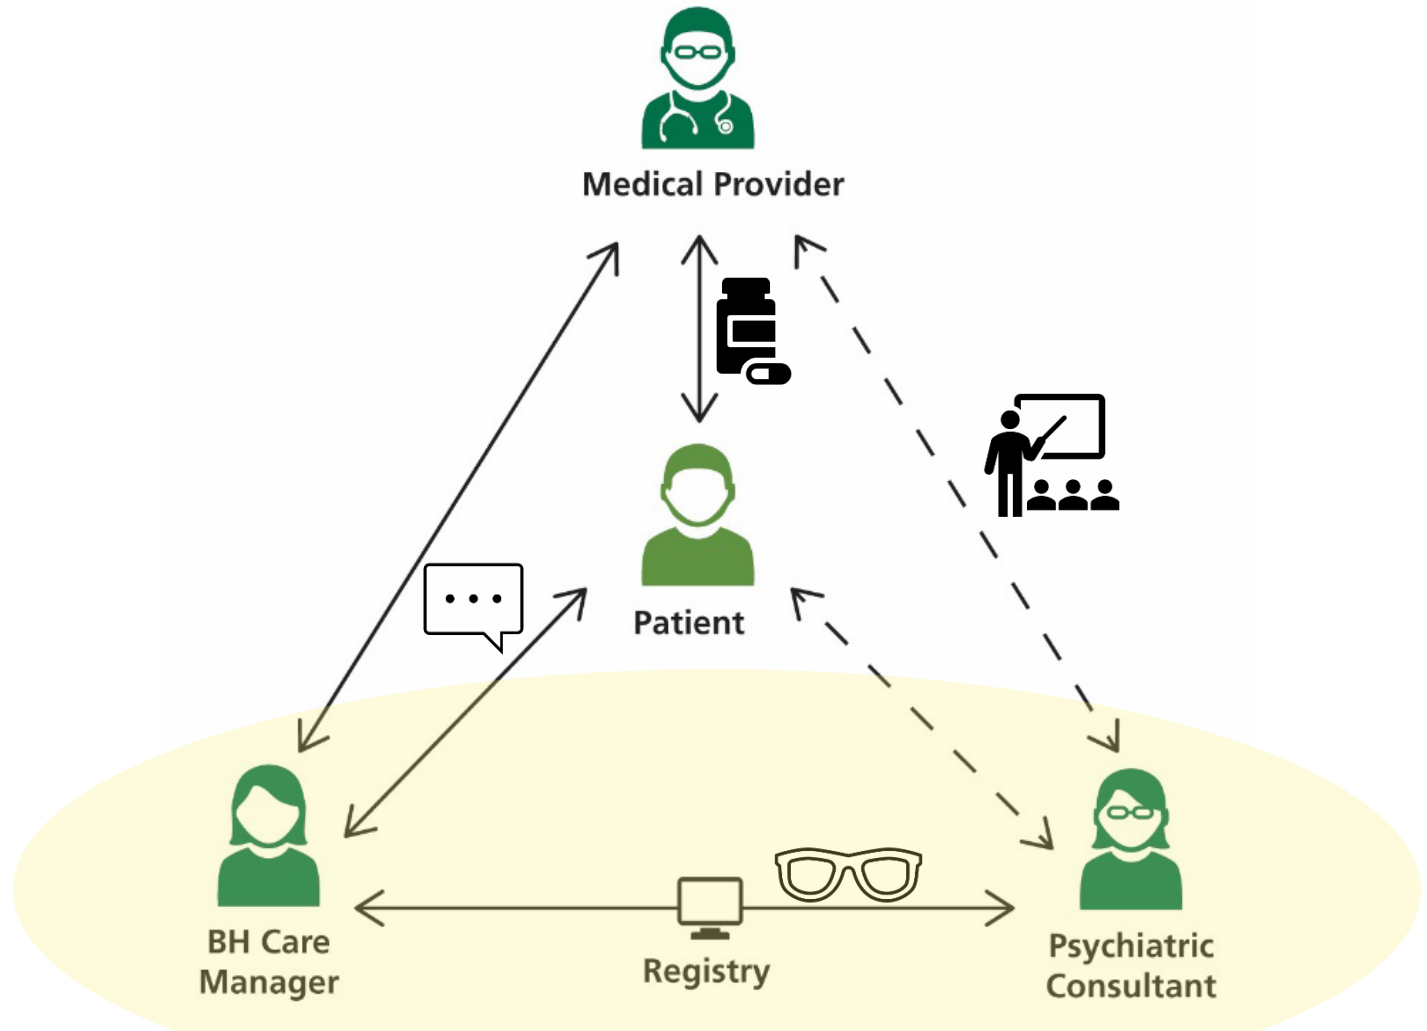 Medical Provider
Patient
BH Care
Manager
Registry
Psychiatric
Consultant